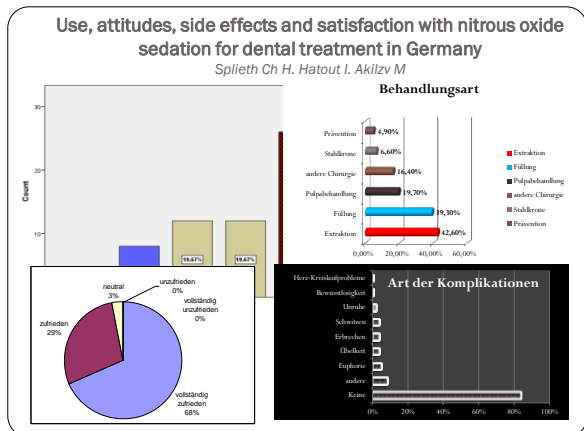 Use, attitudes, side effects and satisfaction with nitrous oxide
sedation for dental treatment in Germany
Splieth Ch H. Hatout I. Akilzy M
Count
30
20
10
19,67%
19,67%
Behandlungsart
Prävention
4,90%
Stahlkrone
6,60%
andere Chirurgie
16,40%
Pulpabehandlung
19,70%
Füllung
39,30%
Extraktion
42,60%
0,00%
20,00%
40,00%
60,00%
Extraktion
Füllung
Pulpabehandlung
andere Chirurgie
Stahlkrone
Prävention
neutral
3%
unzufrieden
0%
vollständig
unzufrieden
0%
zufrieden
29%
vollständig
zufrieden
68%
Art der Komplikationen
Herz-Kreislaufprobleme
Bewusstlosigkeit
Unruhe
Schwitzen
Erbrechen
Übelkeit
Euphorie
andere
Keine
0%
20%
40%
60%
80%
100%